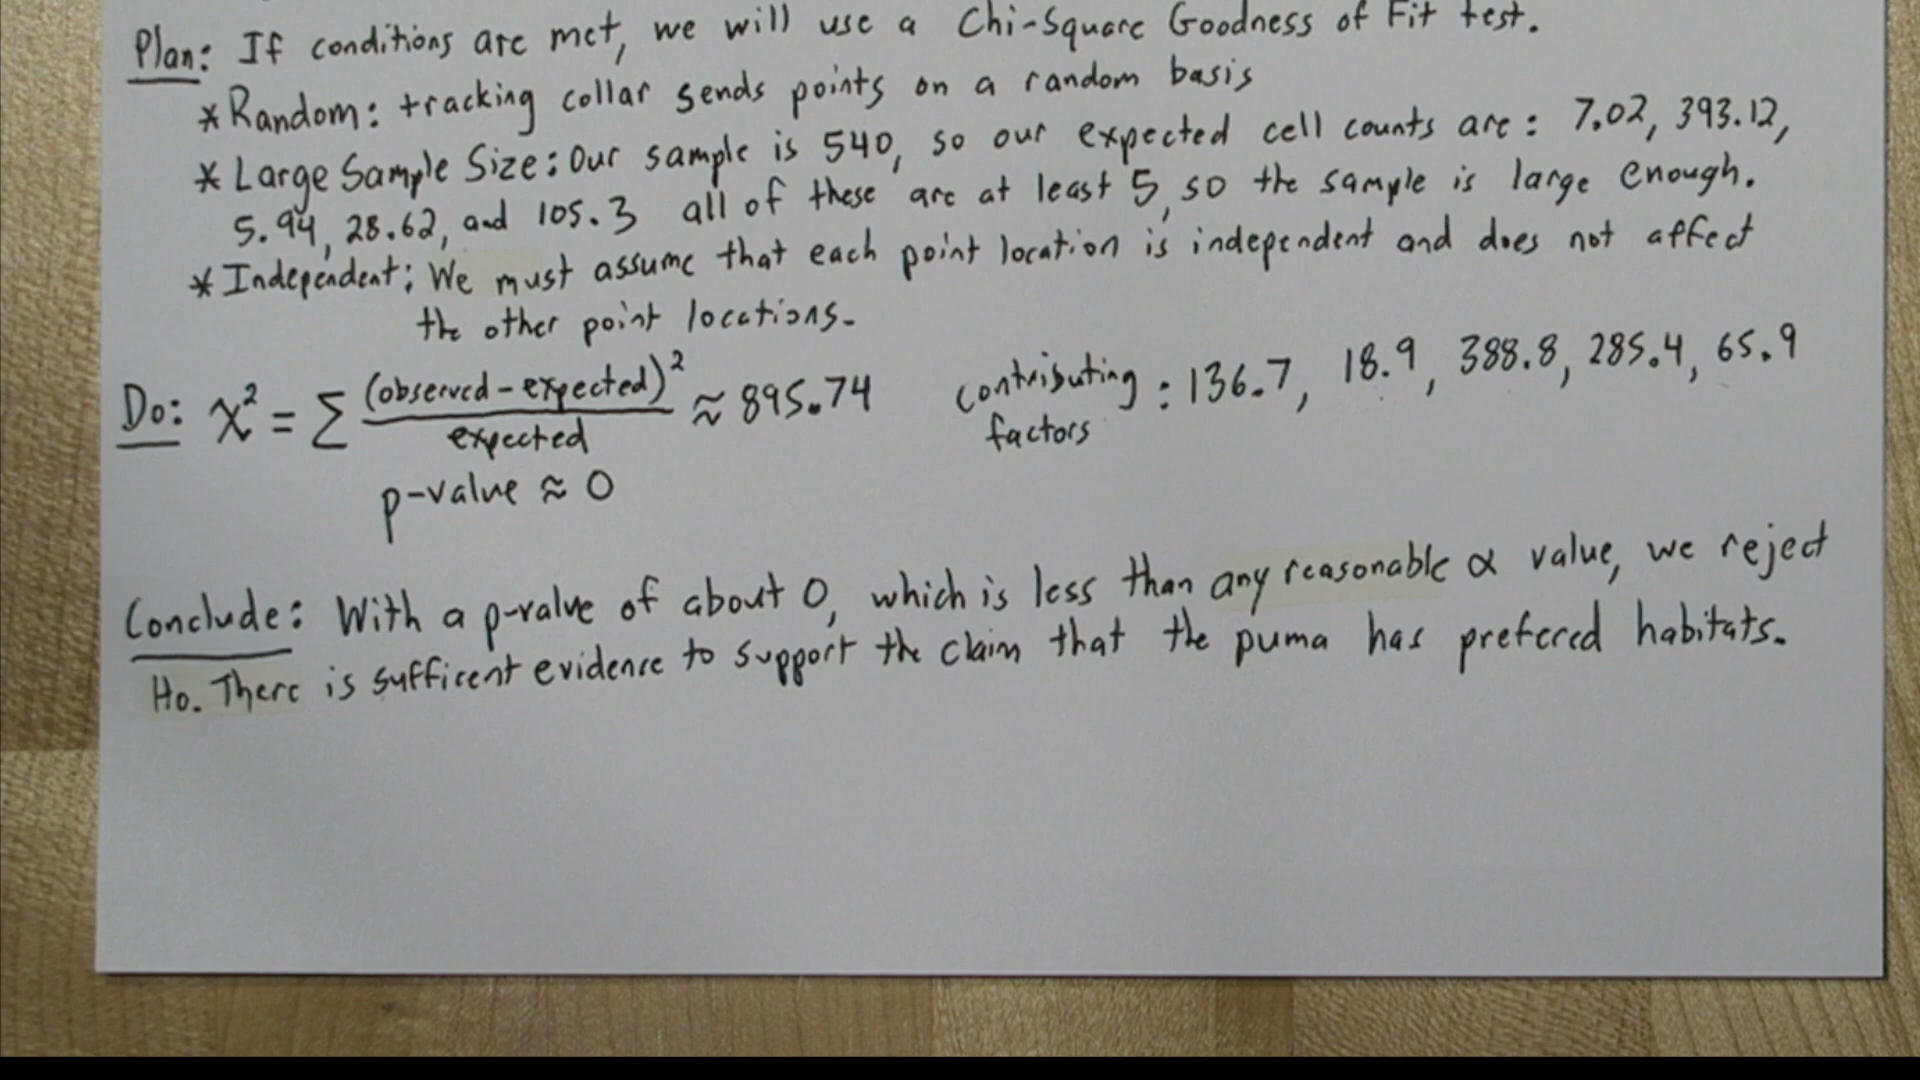 Plan: If conditions are met, we will use a Chi-Square Goodness of Fit test.
* Random: tracking collar sends points on a random basis
* Large Sample Size: Our sample is 540, so our expected cell counts are: 7.02, 393.12,
5.94, 28.62, and 105.3 all of these are at least 5, so the sample is large enough.
* Independent: We must assume that each point location is independent and does not affect
the other point locations.
Do: χ² = Σ (observed - expected)² / expected ≈ 895.74 contributing factors: 136.7, 18.9, 388.8, 285.4, 65.9
p-value ≈ 0
Conclude: With a p-value of about 0, which is less than any reasonable α value, we reject
Ho. There is sufficent evidence to support the claim that the puma has prefered habitats.